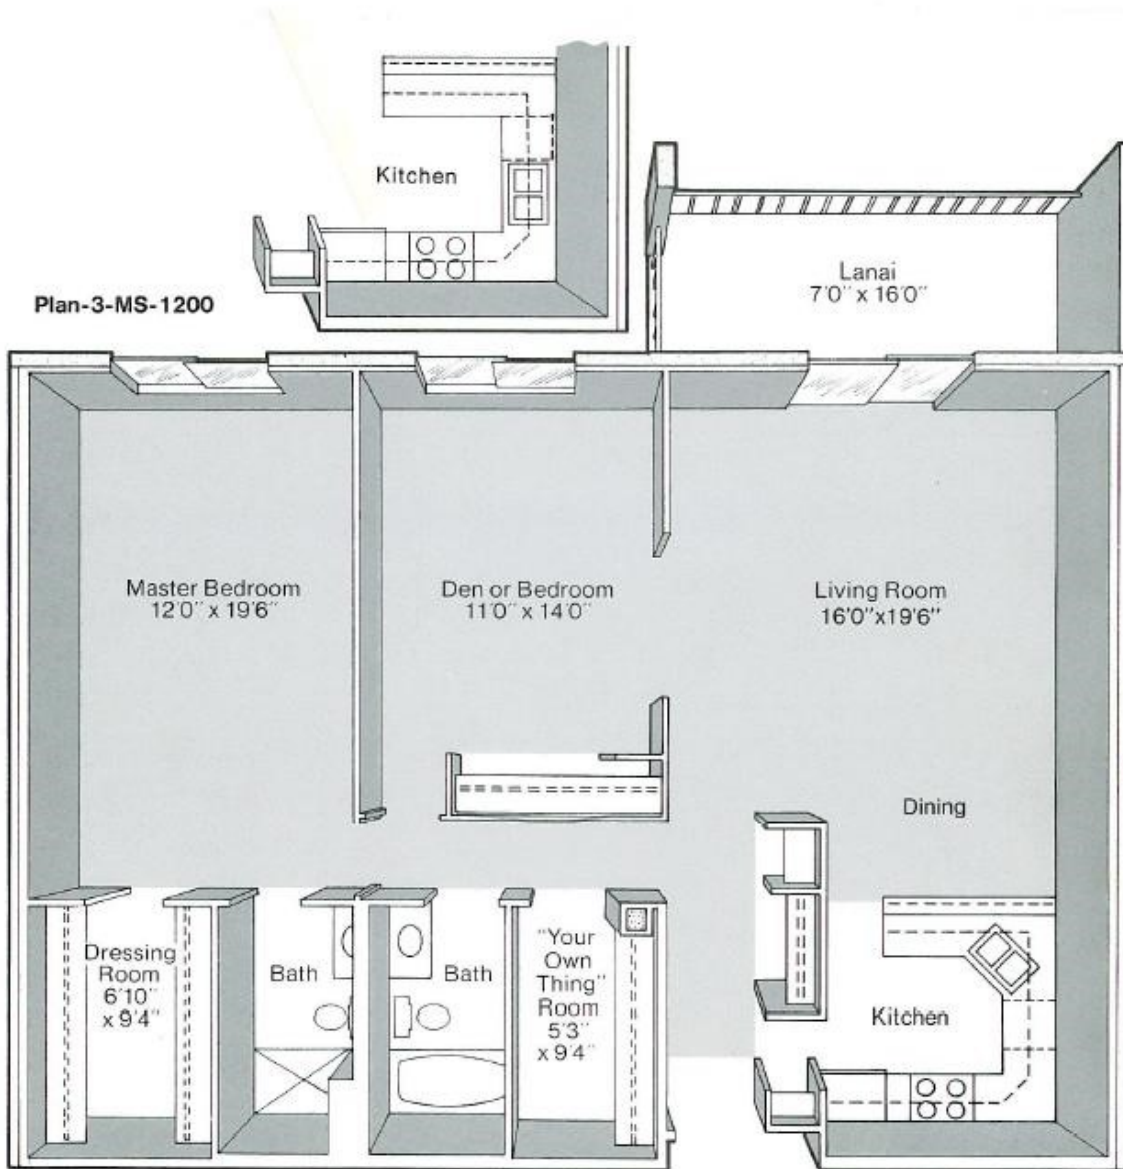 Kitchen
Plan-3-MS-1200
Lanai
7'0" x 16'0"
Master Bedroom
12'0" x 19'6"
Den or Bedroom
11'0" x 14'0"
Living Room
16'0"x19'6"
Dining
Dressing
Room
6'10"
x 9'4"
Bath
Bath
"Your
Own
Thing"
Room
5'3"
x 9'4"
Kitchen